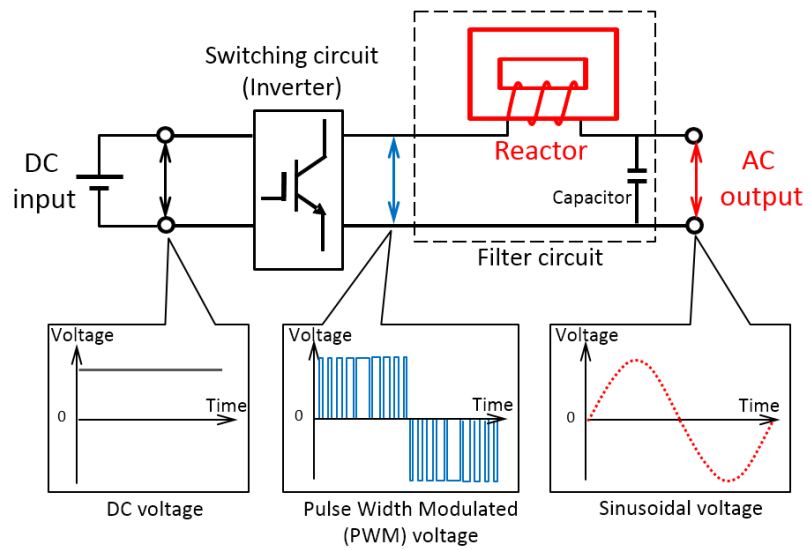 Switching circuit
(Inverter)
DC
input
Reactor
Capacitor
AC
output
Filter circuit
Voltage
0
Time
DC voltage
Voltage
0
Time
Pulse Width Modulated
(PWM) voltage
Voltage
0
Time
Sinusoidal voltage